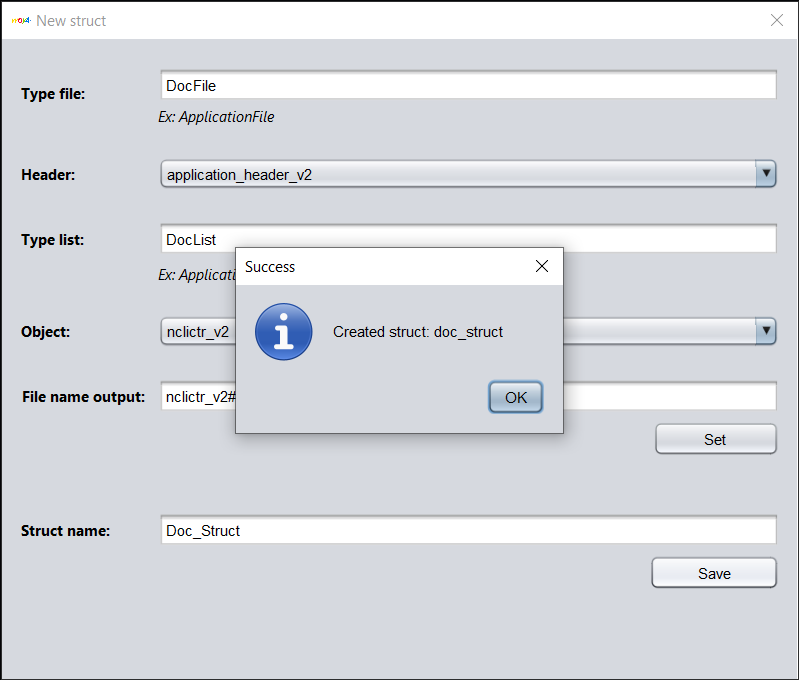 New struct
Type file:
DocFile
Ex: ApplicationFile
Header:
application_header_v2
Type list:
DocList
Ex: Applicati
Success
Created struct: doc_struct
OK
Object:
nclictr_v2
File name output:
nclictr_v2#
Set
Struct name:
Doc_Struct
Save